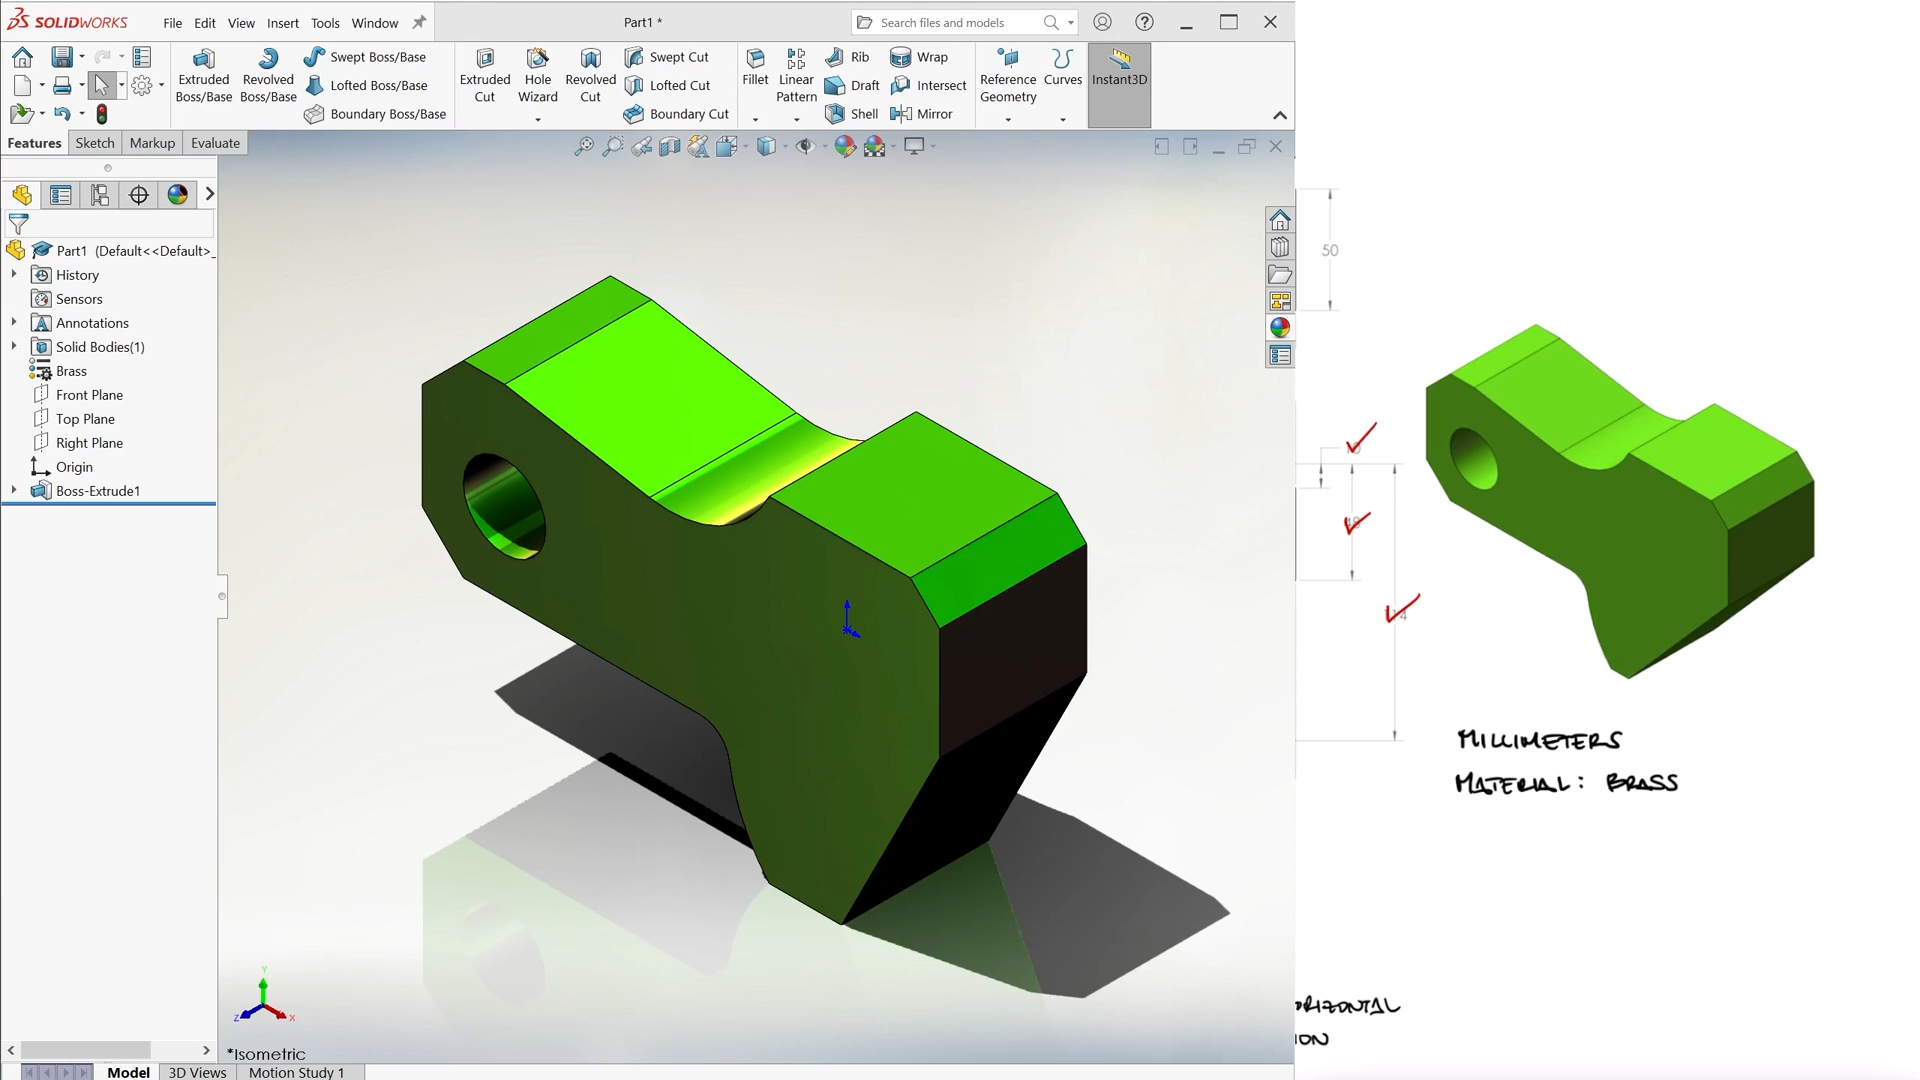 SOLIDWORKS File Edit View Insert Tools Window Part1 * Search files and models
Extruded Boss/Base
Revolved Boss/Base
Swept Boss/Base
Lofted Boss/Base
Boundary Boss/Base
Extruded Cut
Hole Wizard
Revolved Cut
Swept Cut
Lofted Cut
Boundary Cut
Fillet
Linear Pattern
Rib
Draft
Shell
Wrap
Intersect
Mirror
Reference Geometry
Curves
Instant3D
Features Sketch Markup Evaluate
Part1 (Default<<Default>_
History
Sensors
Annotations
Solid Bodies(1)
Brass
Front Plane
Top Plane
Right Plane
Origin
Boss-Extrude1
50
MILLIMETERS
MATERIAL: BRASS
ORIZONTAL
ION
Y
Z
X
*Isometric
Model 3D Views Motion Study 1